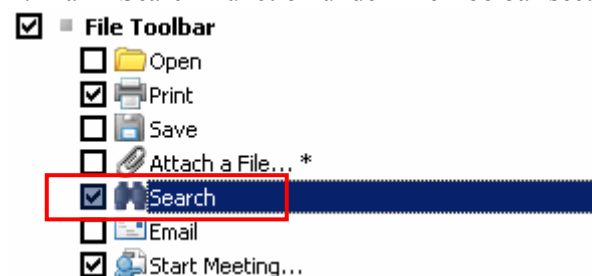 File Toolbar
Open
Print
Save
Attach a File... *
Search
Email
Start Meeting...